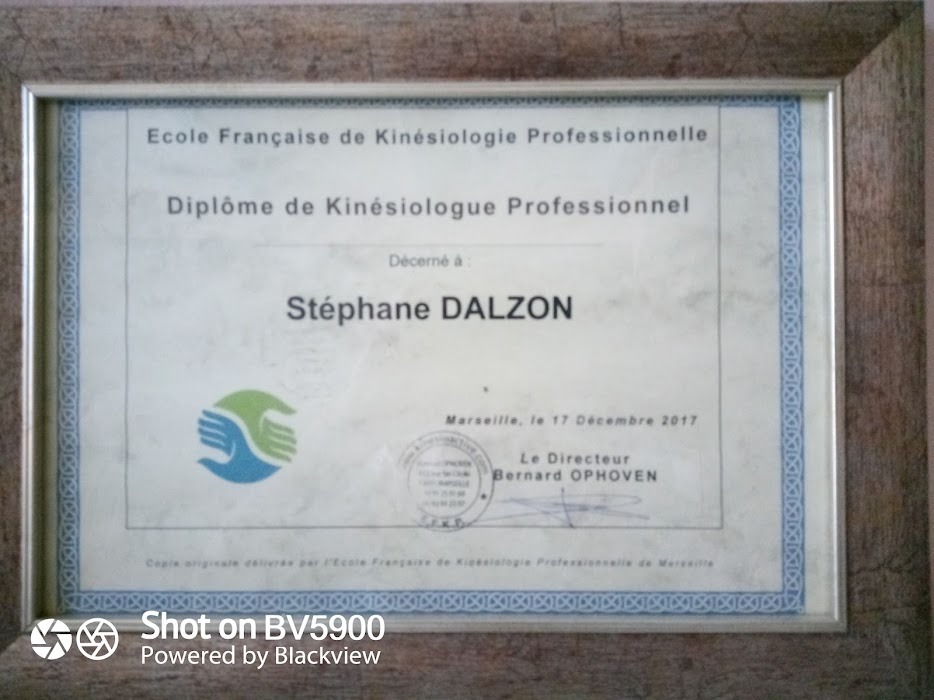 Ecole Française de Kinésiologie Professionnelle
Diplôme de Kinésiologue Professionnel
Décerné à :
Stéphane DALZON
Marseille, le 17 Décembre 2017
Le Directeur
Bernard OPHOVEN
E.F.K.P.
Copie originale délivrée par l'Ecole Française de Kinésiologie Professionnelle de Marseille
Shot on BV5900
Powered by Blackview